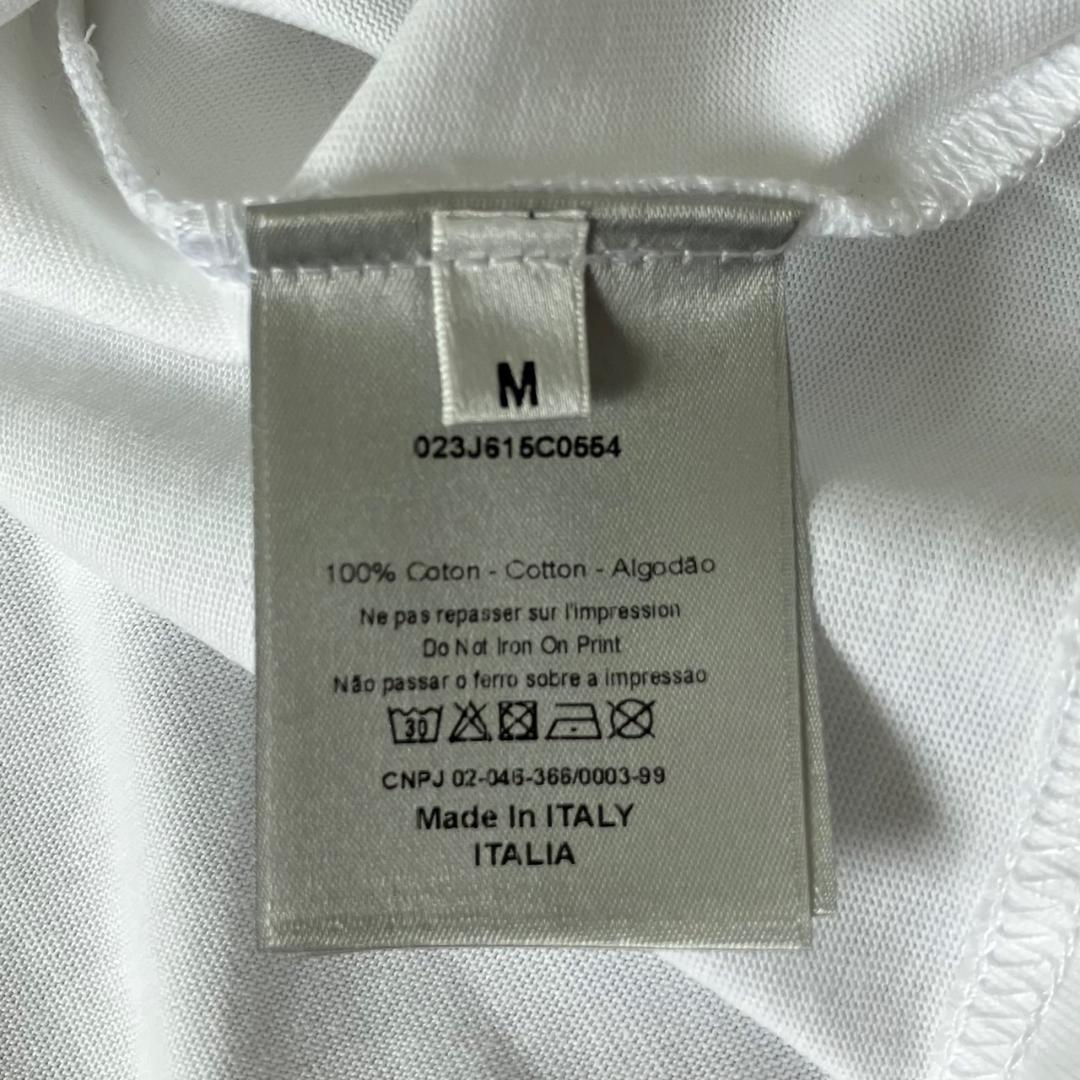 M
023J615C0554
100% Coton - Cotton - Algodão
Ne pas repasser sur l'impression
Do Not Iron On Print
Não passar o ferro sobre a impressão
30
CNPJ 02-046-366/0003-99
Made In ITALY
ITALIA